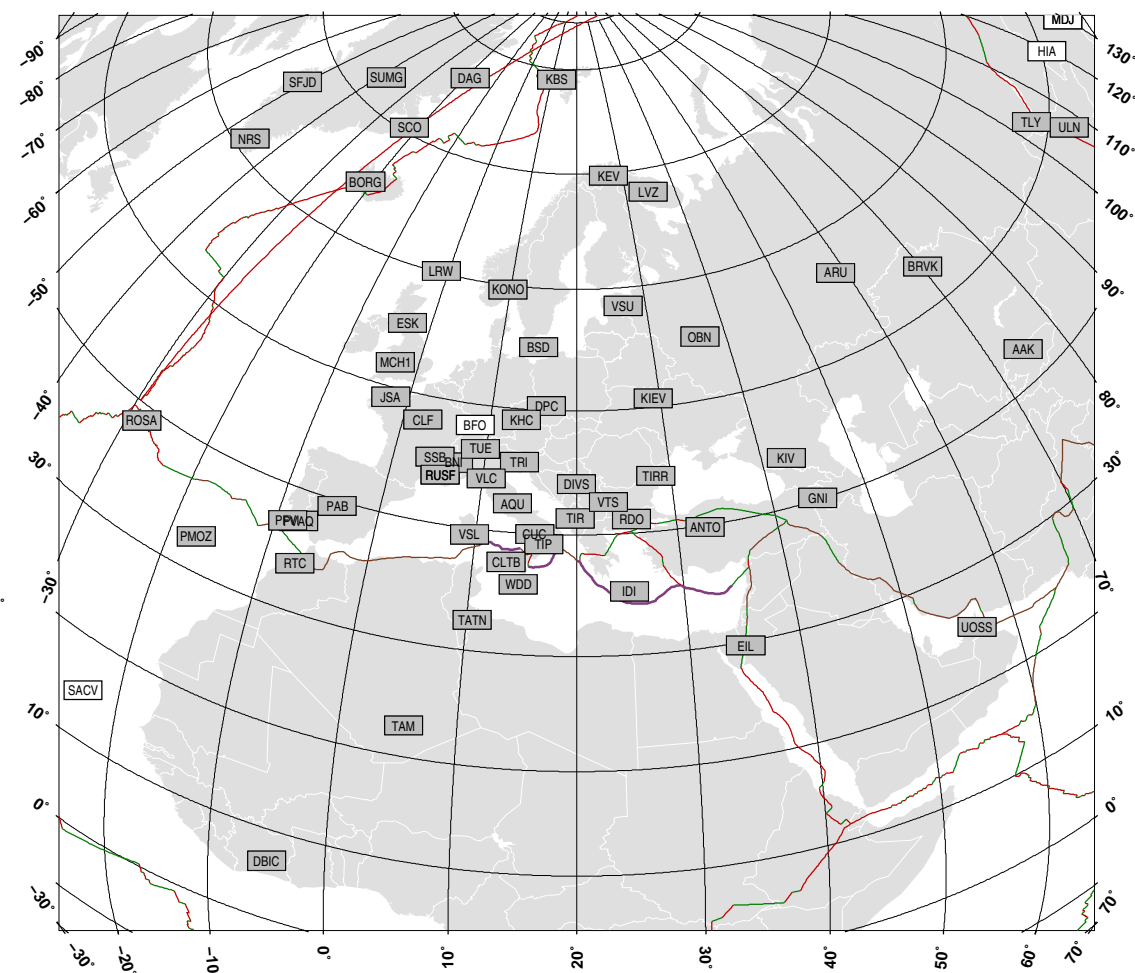 MDJ
HIA
-90°
130°
SFJD
SUMG
DAG
KBS
-80°
120°
TLY
ULN
SCO
NRS
-70°
110°
KEV
BORG
LVZ
-60°
100°
LRW
ARU
BRVK
KONO
-50°
90°
VSU
ESK
OBN
BSD
AAK
MCH1
-40°
JSA
DPC
KIEV
80°
ROSA
CLF
KHC
BFO
30°
TUE
SSB
BN
TRI
KIV
30°
RUSF
VLC
TIRR
DIVS
GNI
AQU
VTS
PAB
TIR
RDO
ANTO
PVAQ
PMOZ
VSL
CUC
TIP
RTC
CLTB
WDD
IDI
-30°
70°
TATN
UOSS
EIL
SACV
10°
TAM
10°
0°
0°
DBIC
-30°
70°
-30°
-20°
-10°
0°
10°
20°
30°
40°
50°
60°
70°